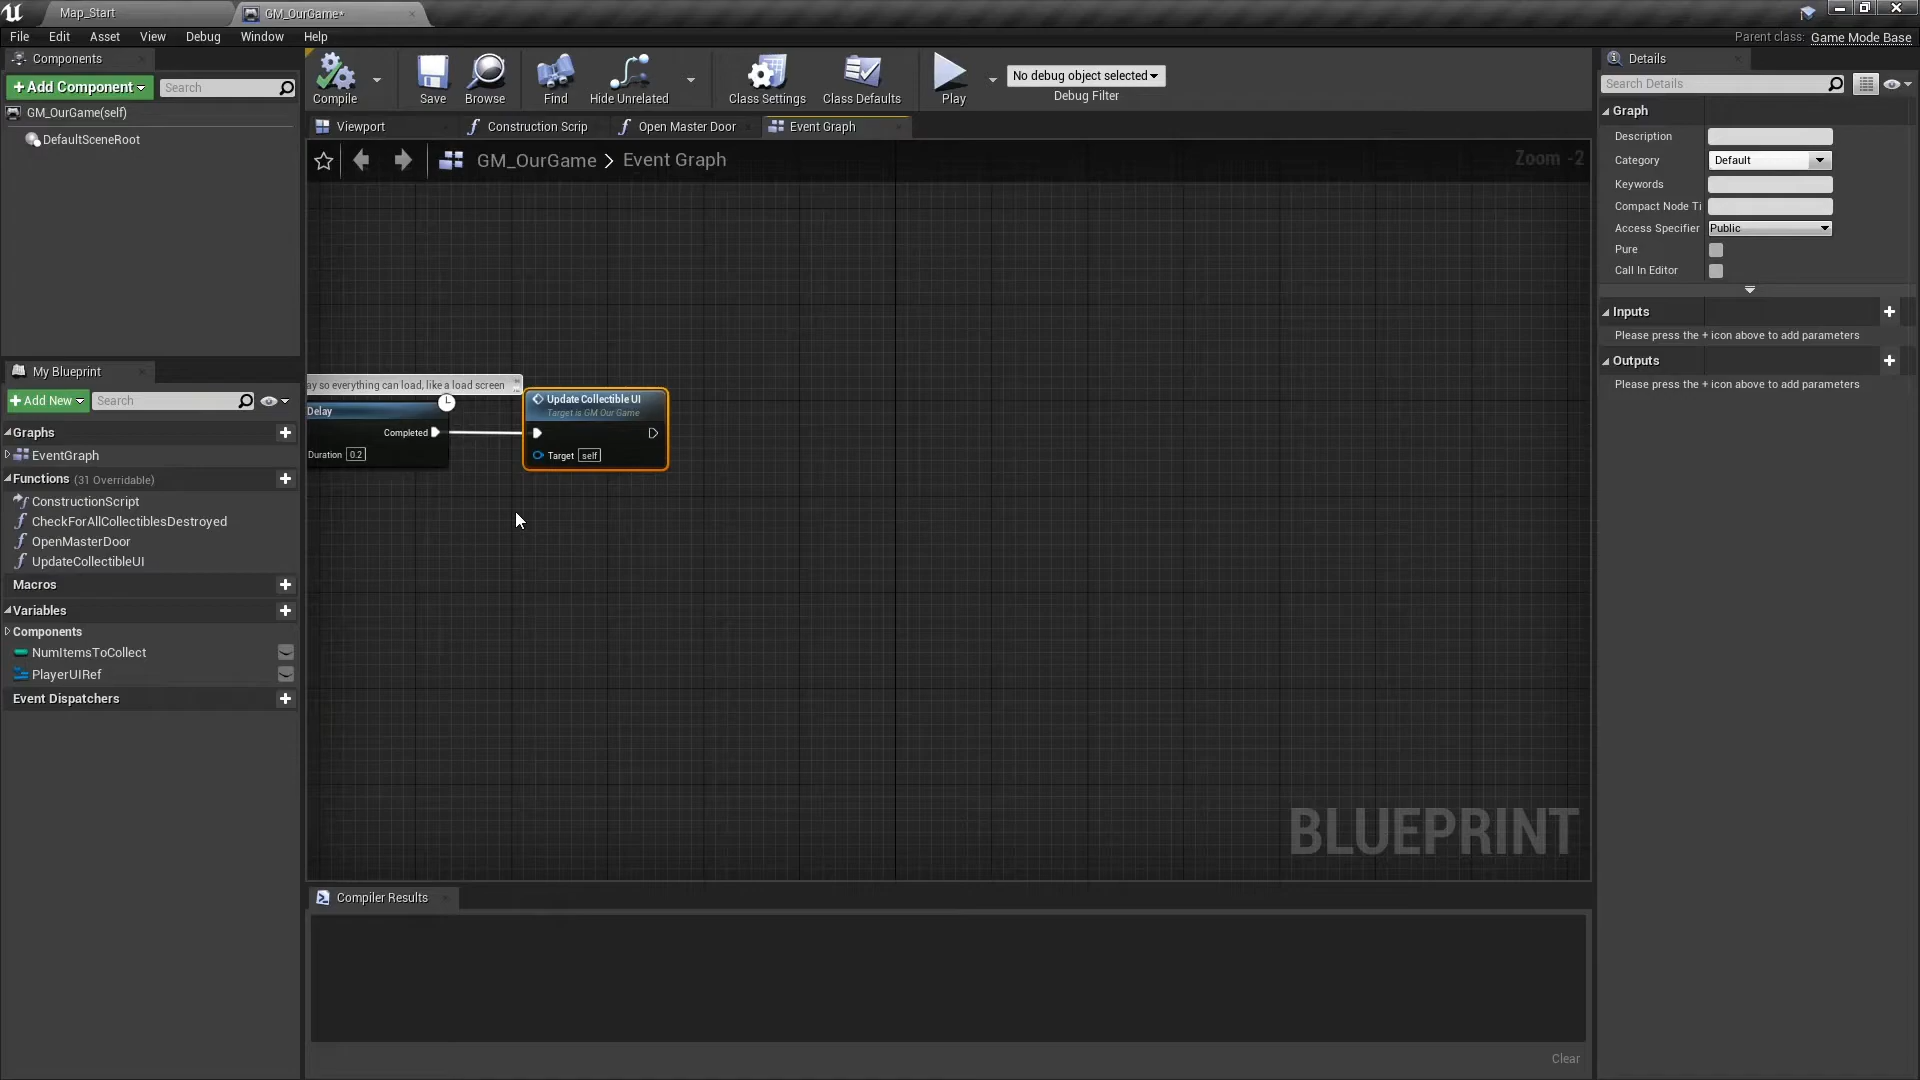 Map_Start
GM_OurGame*
File Edit Asset View Debug Window Help
Parent class: Game Mode Base
Components
+ Add Component
Search
GM_OurGame(self)
DefaultSceneRoot
Compile
Save
Browse
Find
Hide Unrelated
Class Settings
Class Defaults
Play
No debug object selected
Debug Filter
Viewport
Construction Scrip
Open Master Door
Event Graph
GM_OurGame > Event Graph
Zoom -2
ay so everything can load, like a load screen
Delay
Completed
Duration 0.2
Update Collectible UI
Target is GM Our Game
Target self
BLUEPRINT
My Blueprint
+ Add New
Search
Graphs
EventGraph
Functions (31 Overridable)
ConstructionScript
CheckForAllCollectiblesDestroyed
OpenMasterDoor
UpdateCollectibleUI
Macros
Variables
Components
NumItemsToCollect
PlayerUIRef
Event Dispatchers
Compiler Results
Clear
Details
Search Details
Graph
Description
Category Default
Keywords
Compact Node Ti
Access Specifier Public
Pure
Call In Editor
Inputs
Please press the + icon above to add parameters
Outputs
Please press the + icon above to add parameters